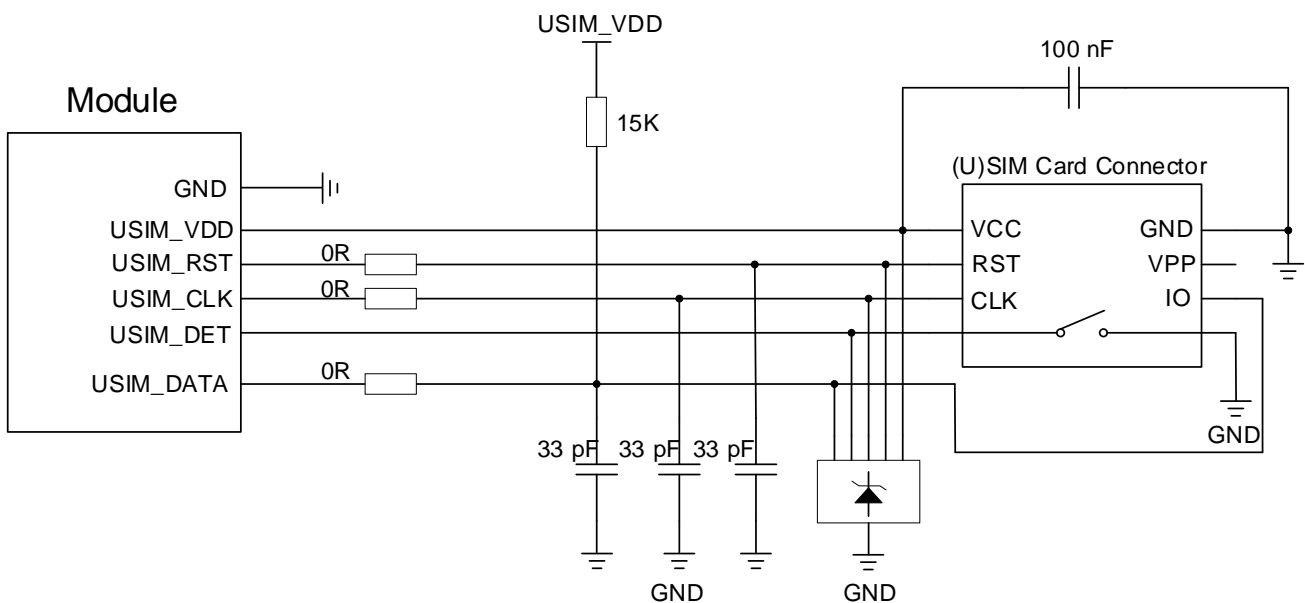 USIM_VDD
100 nF
Module
15K
(U)SIM Card Connector
GND
USIM_VDD
VCC
GND
USIM_RST
0R
RST
VPP
USIM_CLK
0R
CLK
IO
USIM_DET
USIM_DATA
0R
GND
33 pF
33 pF
33 pF
GND
GND